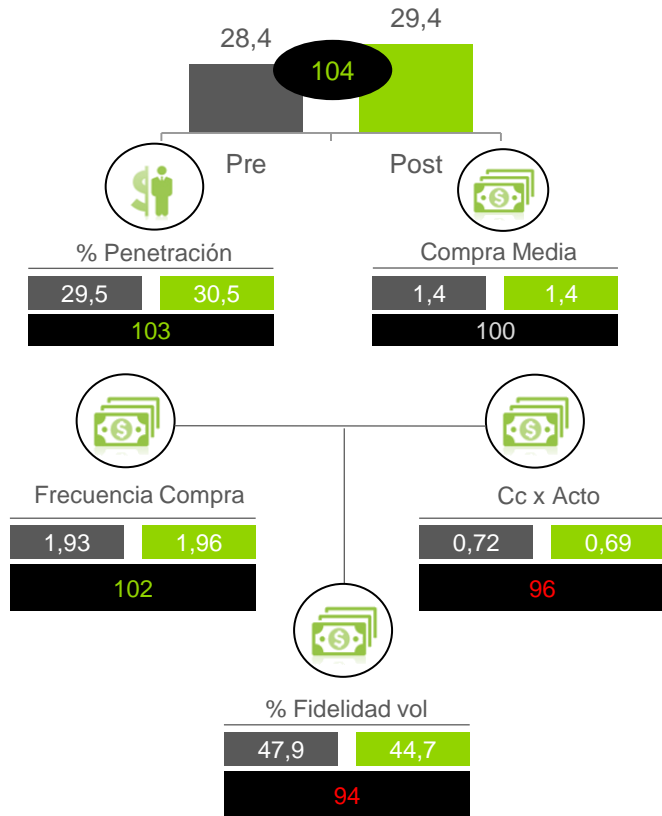 28,4
29,4
104
Pre
Post
% Penetración
Compra Media
29,5 30,5
1,4 1,4
103
100
Frecuencia Compra
Cc x Acto
1,93 1,96
0,72 0,69
102
96
% Fidelidad vol
47,9 44,7
94